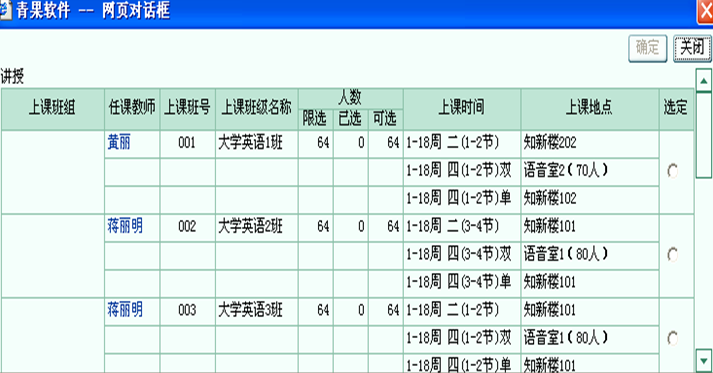 青果软件 -- 网页对话框
确定 关闭
讲授
上课班组 任课教师 上课班号 上课班级名称 人数 上课时间 上课地点 选定
限选 已选 可选
黄丽 001 大学英语1班 64 0 64 1-18周 二(1-2节) 知新楼202
1-18周 四(1-2节)双 语音室2(70人)
1-18周 四(1-2节)单 知新楼102
蒋丽明 002 大学英语2班 64 0 64 1-18周 二(3-4节) 知新楼101
1-18周 四(3-4节)双 语音室1(80人)
1-18周 四(3-4节)单 知新楼101
蒋丽明 003 大学英语3班 64 0 64 1-18周 二(1-2节) 知新楼101
1-18周 四(1-2节)双 语音室1(80人)
1-18周 四(1-2节)单 知新楼101